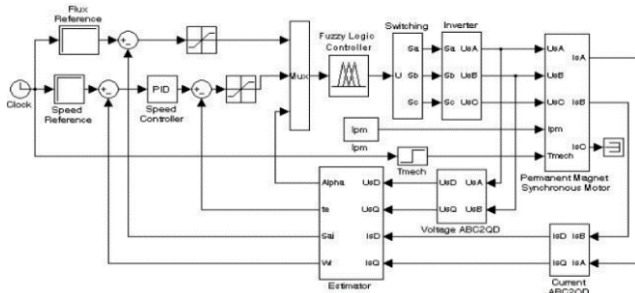 Flux
Reference
Clock
Speed
Reference
PID
Speed
Controller
Mux
Fuzzy Logic
Controller
Switching
U
Sa
Sb
Sc
Inverter
Sa
Sb
Sc
UsA
UsB
UsC
UsA
UsB
UsC
Ipm
Tmech
IsA
IsB
IsC
Permanent Magnet
Synchronous Motor
Ipm
Ipm
Tmech
Alpha
te
Sai
Wr
UsD
UsQ
IsD
IsQ
Estimator
UsD
UsQ
UsA
UsB
Voltage ABC2QD
IsD
IsQ
IsB
IsA
Current
ABC2QD